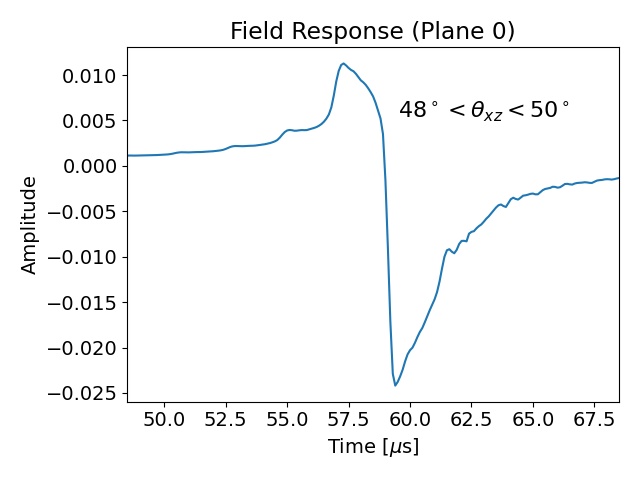 Field Response (Plane 0)
48° < θxz < 50°
Amplitude
0.010
0.005
0.000
−0.005
−0.010
−0.015
−0.020
−0.025
50.0 52.5 55.0 57.5 60.0 62.5 65.0 67.5
Time [μs]